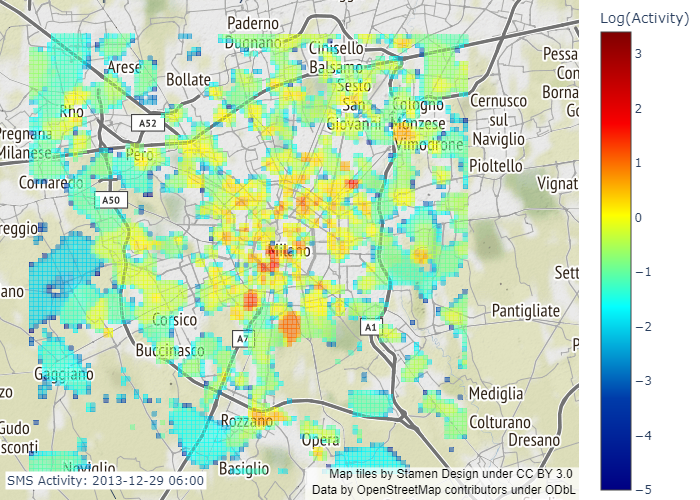 Log(Activity)
Paderno
Dugnano
Cinisello
Balsamo
Arese
Bollate
Sesto
San
Giovanni
Cologno
Monzese
Vimodrone
Cernusco
sul
Naviglio
Pessa
Con
Borna
Go
Rho
A52
Pregnana
Milanese
Pero
Pioltello
Cornaredo
A50
Vignat
reggio
Milano
Sett
ano
Corsico
Pantigliate
A7
A1
Buccinasco
P
Gaggiano
zo
Mediglia
Rozzano
Colturano
Gudo
sconti
Opera
Dresano
Noviglio
Basiglio
3
2
1
0
−1
−2
−3
−4
−5
SMS Activity: 2013-12-29 06:00
Map tiles by Stamen Design under CC BY 3.0
Data by OpenStreetMap contributors under ODbL